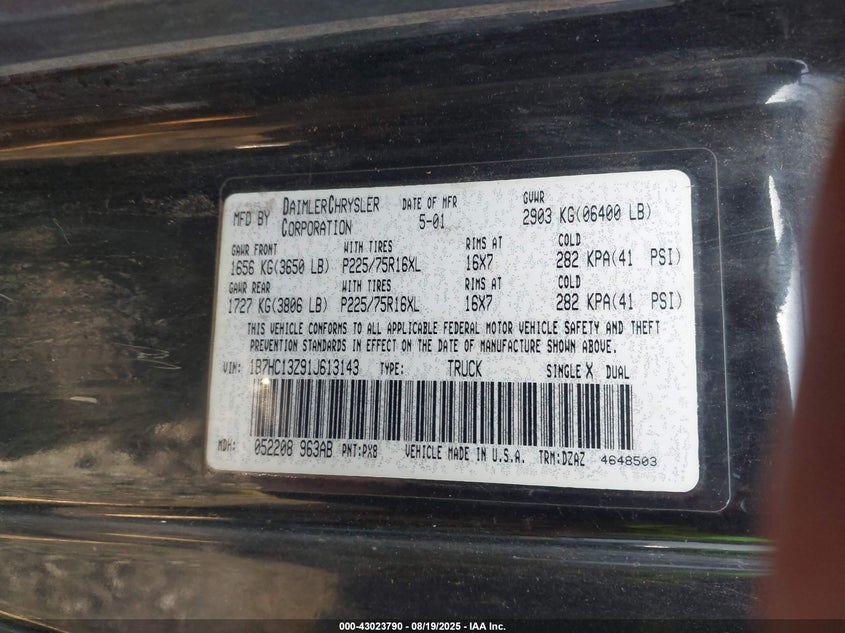 MFD BY DAIMLERCHRYSLER CORPORATION DATE OF MFR 5-01 GVWR 2903 KG(06400 LB)
GAWR FRONT WITH TIRES RIMS AT COLD
1656 KG(3650 LB) P225/75R16XL 16X7 282 KPA(41 PSI)
GAWR REAR WITH TIRES RIMS AT COLD
1727 KG(3806 LB) P225/75R16XL 16X7 282 KPA(41 PSI)
THIS VEHICLE CONFORMS TO ALL APPLICABLE FEDERAL MOTOR VEHICLE SAFETY AND THEFT
PREVENTION STANDARDS IN EFFECT ON THE DATE OF MANUFACTURE SHOWN ABOVE.
VIN: 1B7HC13Z91J613143 TYPE: TRUCK SINGLE X DUAL
MDH: 052208 963AB PNT:PX8 VEHICLE MADE IN U.S.A. TRM:DZAZ 4648503
000-43023790 - 08/19/2025 - IAA Inc.